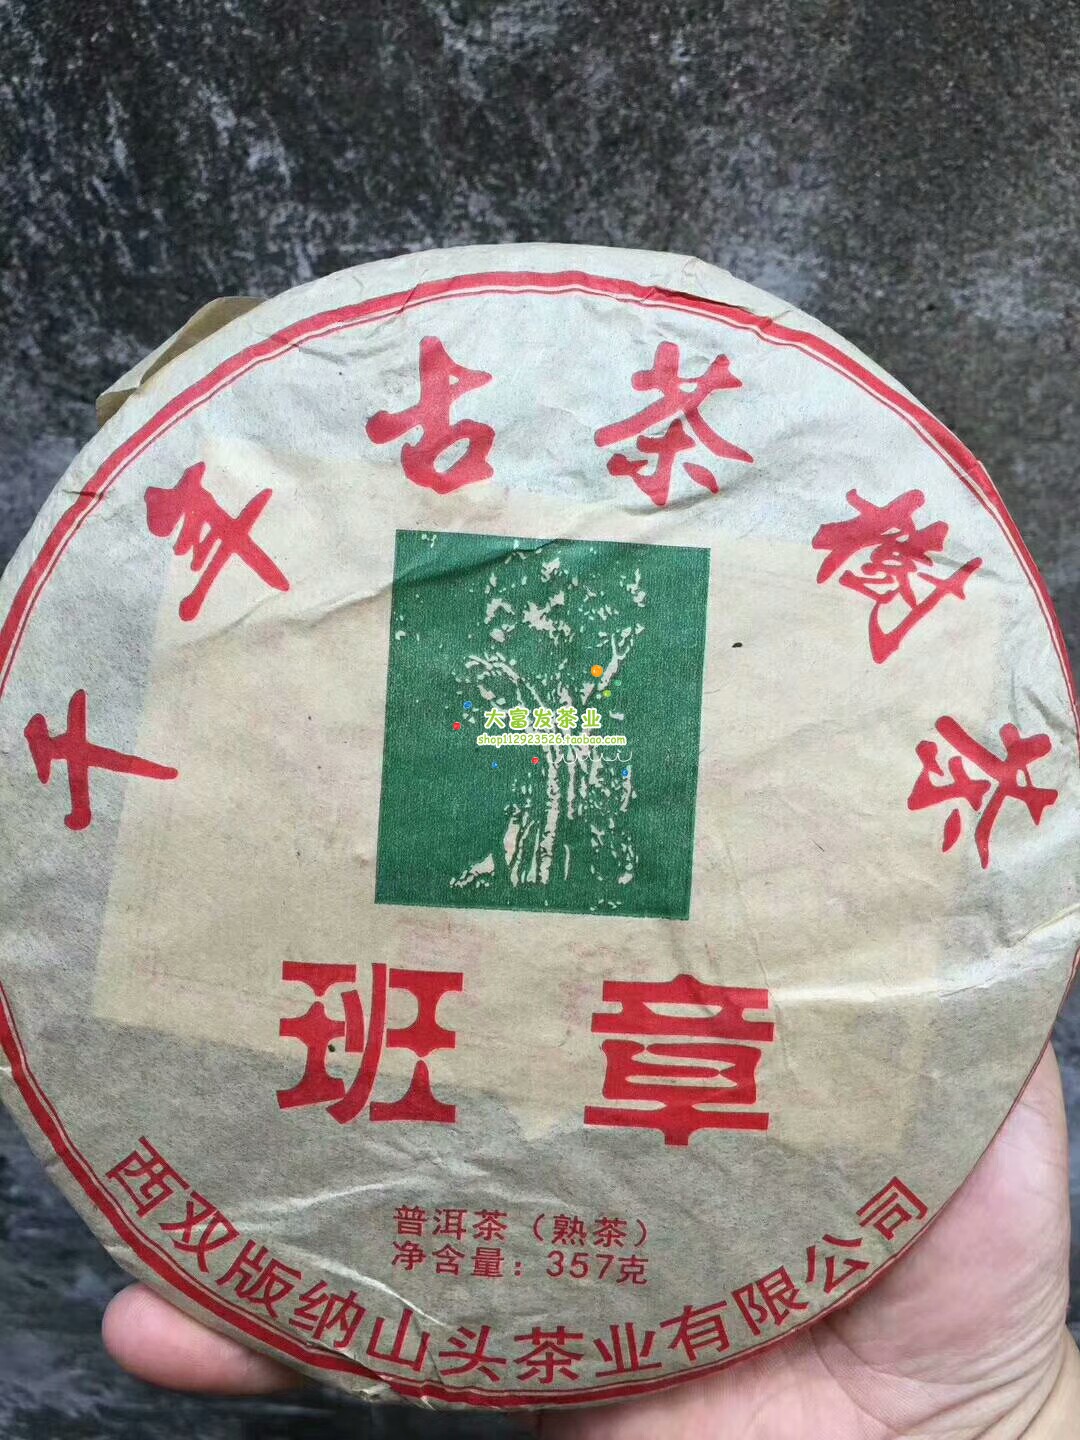 千年古茶樹茶
大富发茶业
shop112923526.taobao.com
班章
普洱茶（熟茶）
净含量：357克
西双版纳山头茶业有限公司